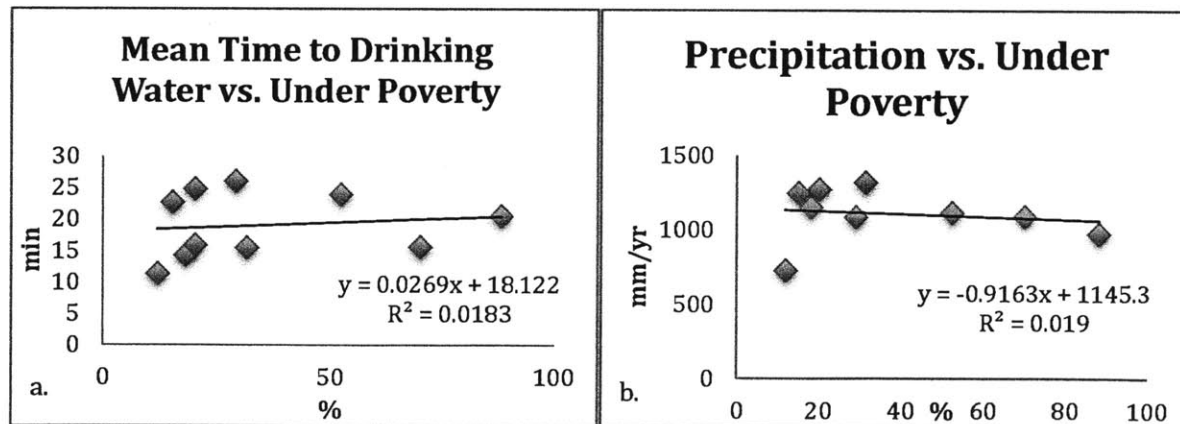 Mean Time to Drinking
Water vs. Under Poverty
30
25
20
15
10
5
0
min
y = 0.0269x + 18.122
R² = 0.0183
0 50 100
%
a.
Precipitation vs. Under
Poverty
1500
1000
500
0
mm/yr
y = -0.9163x + 1145.3
R² = 0.019
0 20 40 % 60 80 100
b.